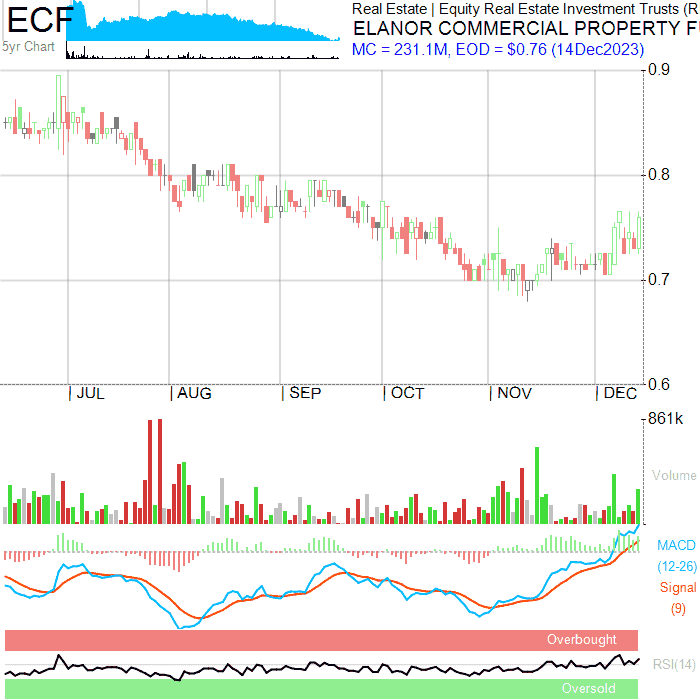 ECF
5yr Chart
Real Estate | Equity Real Estate Investment Trusts (R
ELANOR COMMERCIAL PROPERTY FU
MC = 231.1M, EOD = $0.76 (14Dec2023)
0.9
0.8
0.7
0.6
| JUL | AUG | SEP | OCT | NOV | DEC
861k
Volume
MACD
(12-26)
Signal
(9)
Overbought
RSI(14)
Oversold